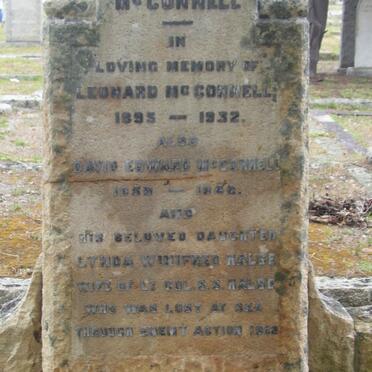 McCONNELL
IN
LOVING MEMORY OF
LEONARD McCONNELL,
1895 — 1932.
ALSO
DAVID EDWARD McCONNELL
AND
HIS BELOVED DAUGHTER
LYNDA WINIFRED
WIFE OF LT COL.
WHO WAS LOST AT SEA
THROUGH ENEMY ACTION